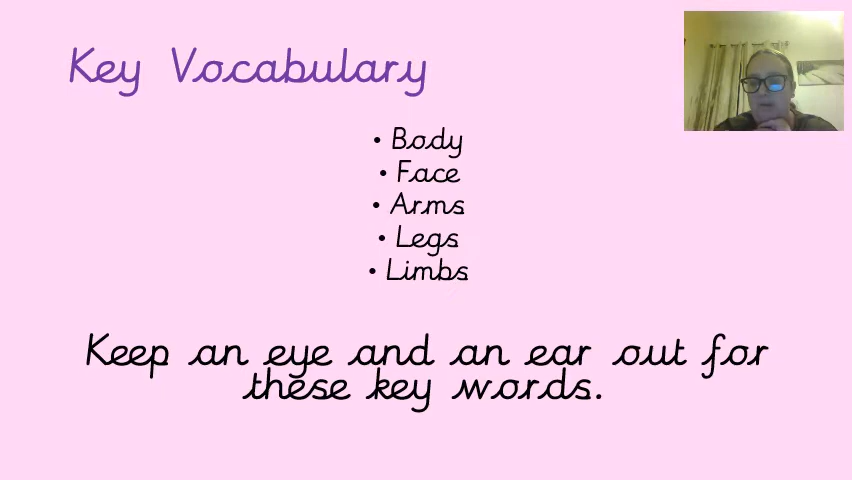 Key Vocabulary
• Body
• Face
• Arms
• Legs
• Limbs
Keep an eye and an ear out for
these key words.